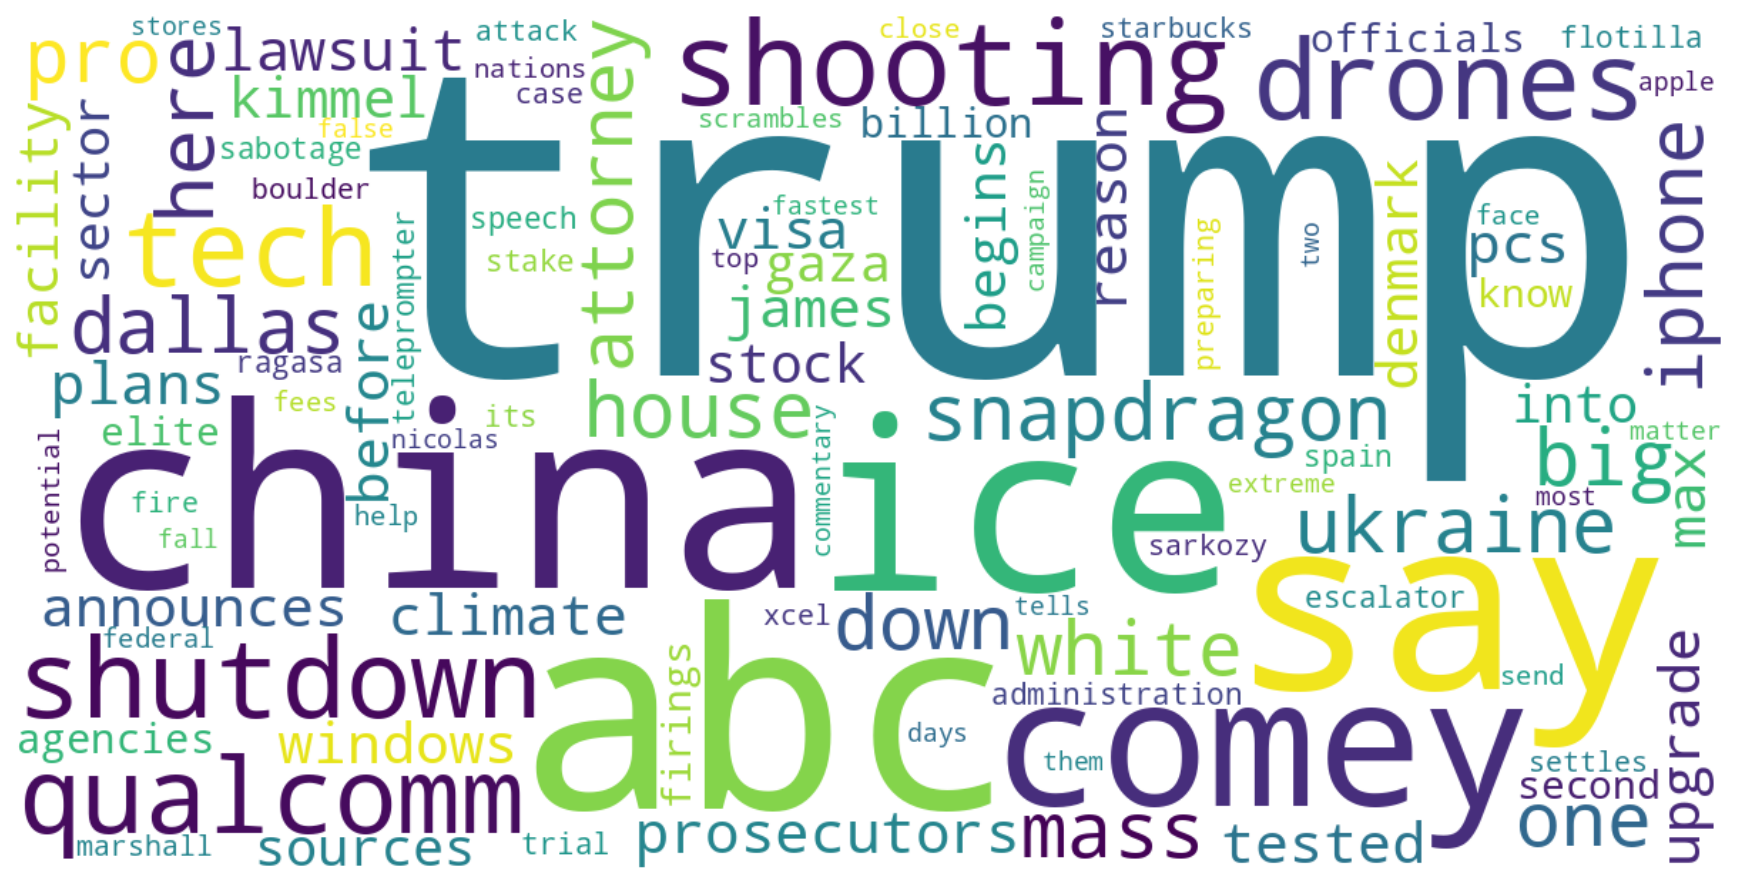 stores
attack
close
starbucks
officials
flotilla
pro
here
lawsuit
nations
case
attorney
shooting
drones
apple
kimmel
false
scrambles
billion
facility
sector
sabotage
boulder
trump
reason
iphone
tech
teleprompter
speech
stake
fastest
visa
top
gaza
james
begins
campaign
preparing
two
denmark
face
pcs
know
dallas
ragasa
before
stock
plans
fees
its
house
snapdragon
into
elite
nicolas
china
commentary
ice
spain
extreme
big
matter
max
potential
fire
fall
help
sarkozy
most
ukraine
announces
federal
climate
xcel
down
tells
white
escalator
say
shutdown
abc
firings
administration
send
upgrade
agencies
windows
days
comey
them
settles
second
qualcomm
marshall
sources
trial
prosecutors
mass
tested
one